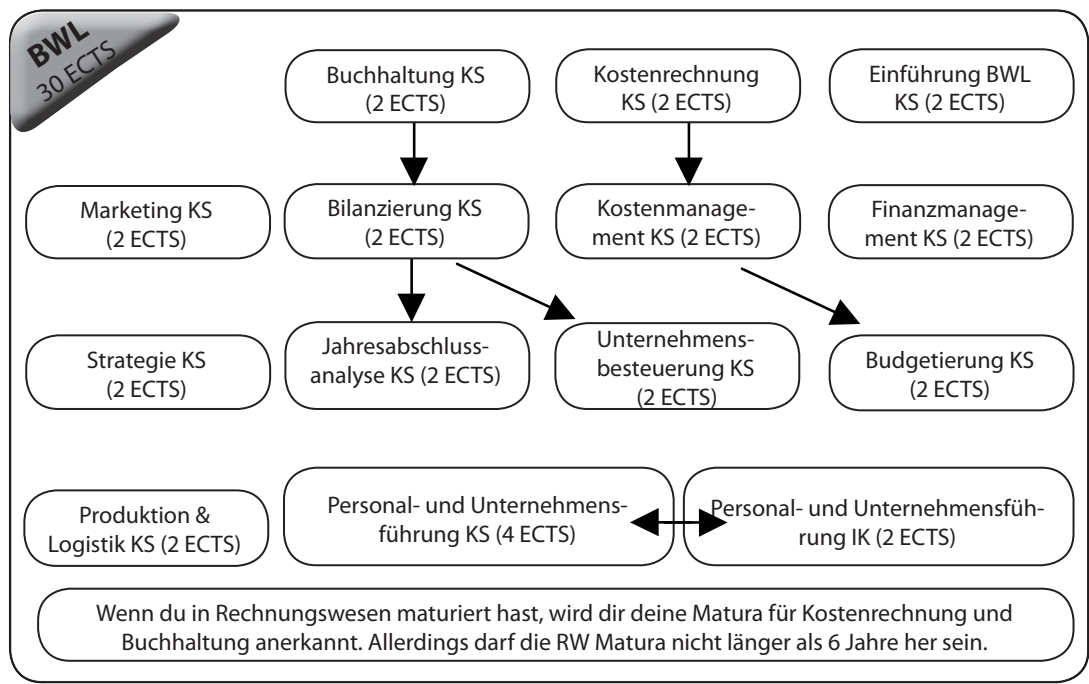 BWL
30 ECTS
Buchhaltung KS
(2 ECTS)
Kostenrechnung
KS (2 ECTS)
Einführung BWL
KS (2 ECTS)
Marketing KS
(2 ECTS)
Bilanzierung KS
(2 ECTS)
Kostenmanage-
ment KS (2 ECTS)
Finanzmanage-
ment KS (2 ECTS)
Strategie KS
(2 ECTS)
Jahresabschluss-
analyse KS (2 ECTS)
Unternehmens-
besteuerung KS
(2 ECTS)
Budgetierung KS
(2 ECTS)
Produktion &
Logistik KS (2 ECTS)
Personal- und Unternehmens-
führung KS (4 ECTS)
Personal- und Unternehmensfüh-
rung IK (2 ECTS)
Wenn du in Rechnungswesen maturiert hast, wird dir deine Matura für Kostenrechnung und
Buchhaltung anerkannt. Allerdings darf die RW Matura nicht länger als 6 Jahre her sein.